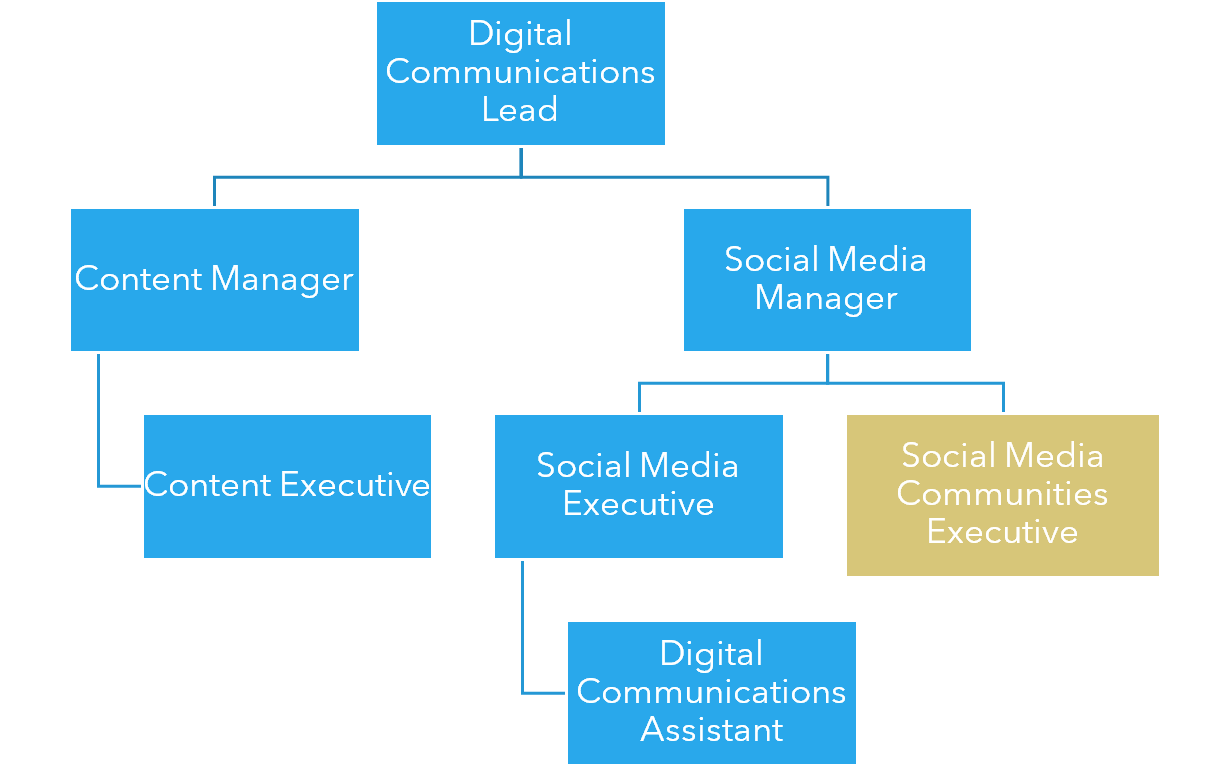 Digital
Communications
Lead
Content Manager
Social Media
Manager
Content Executive
Social Media
Executive
Social Media
Communities
Executive
Digital
Communications
Assistant